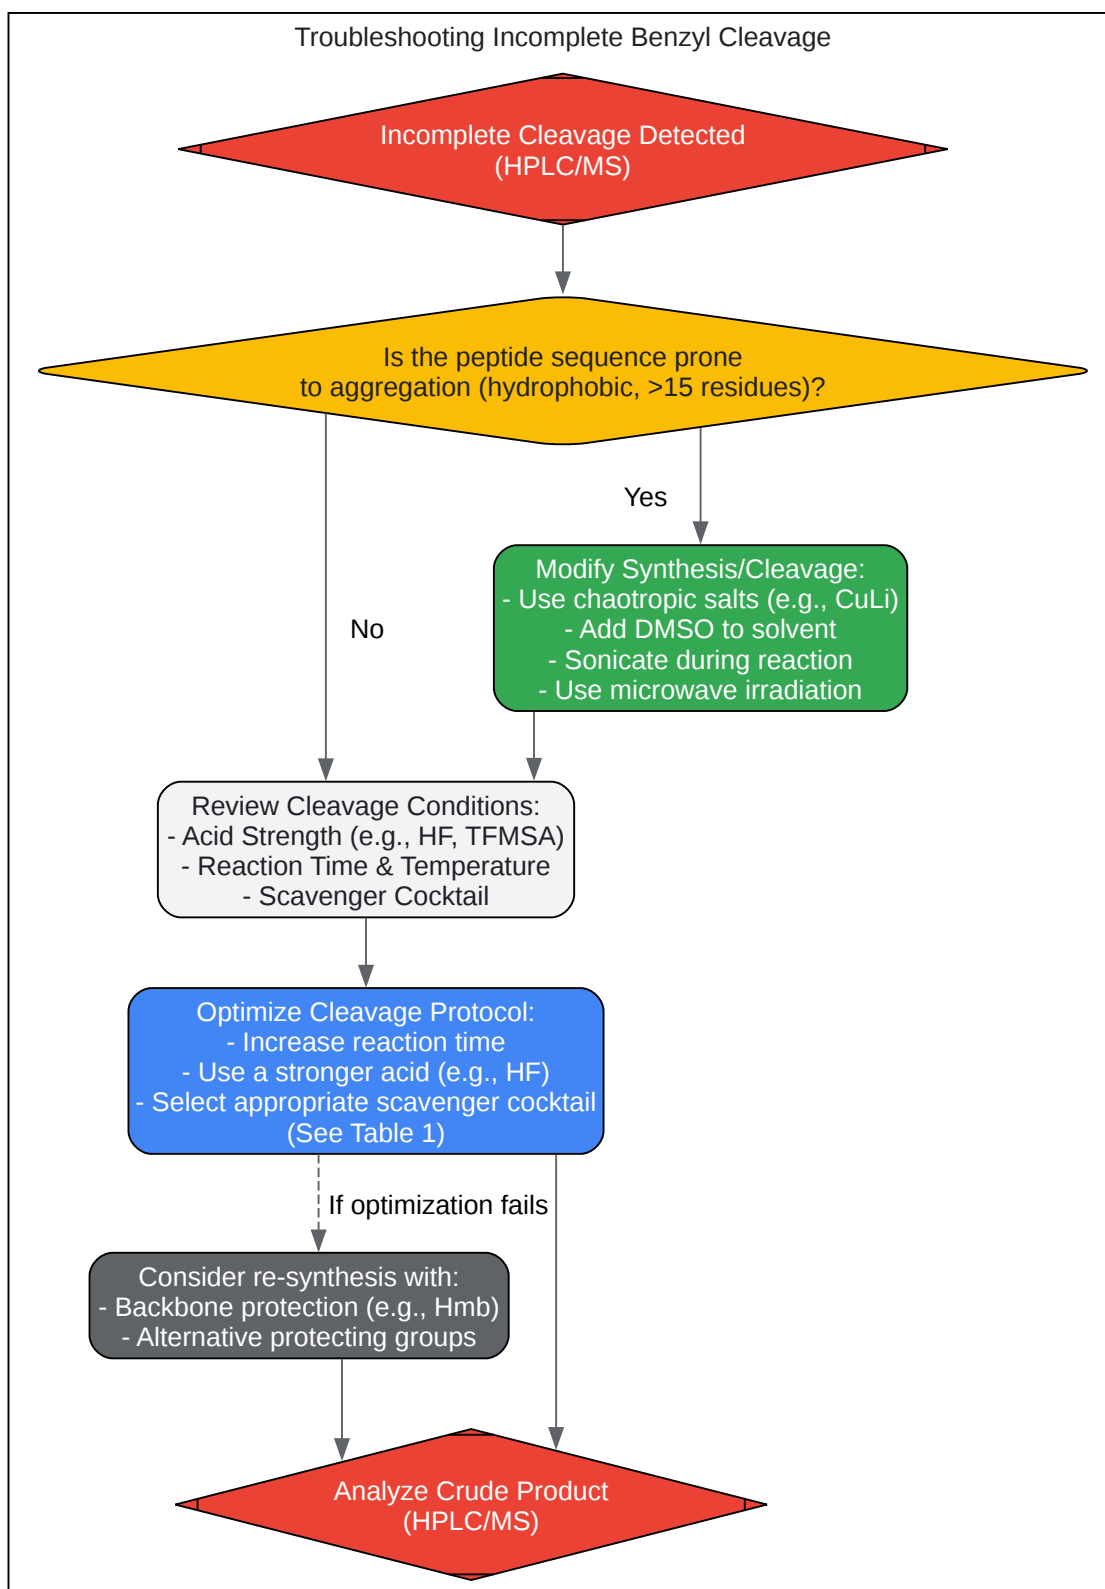 Troubleshooting Incomplete Benzyl Cleavage
Incomplete Cleavage Detected
(HPLC/MS)
Is the peptide sequence prone
to aggregation (hydrophobic, >15 residues)?
Yes
Modify Synthesis/Cleavage:
- Use chaotropic salts (e.g., CuLi)
- Add DMSO to solvent
- Sonicate during reaction
- Use microwave irradiation
No
Review Cleavage Conditions:
- Acid Strength (e.g., HF, TFMSA)
- Reaction Time & Temperature
- Scavenger Cocktail
Optimize Cleavage Protocol:
- Increase reaction time
- Use a stronger acid (e.g., HF)
- Select appropriate scavenger cocktail
(See Table 1)
If optimization fails
Consider re-synthesis with:
- Backbone protection (e.g., Hmb)
- Alternative protecting groups
Analyze Crude Product
(HPLC/MS)